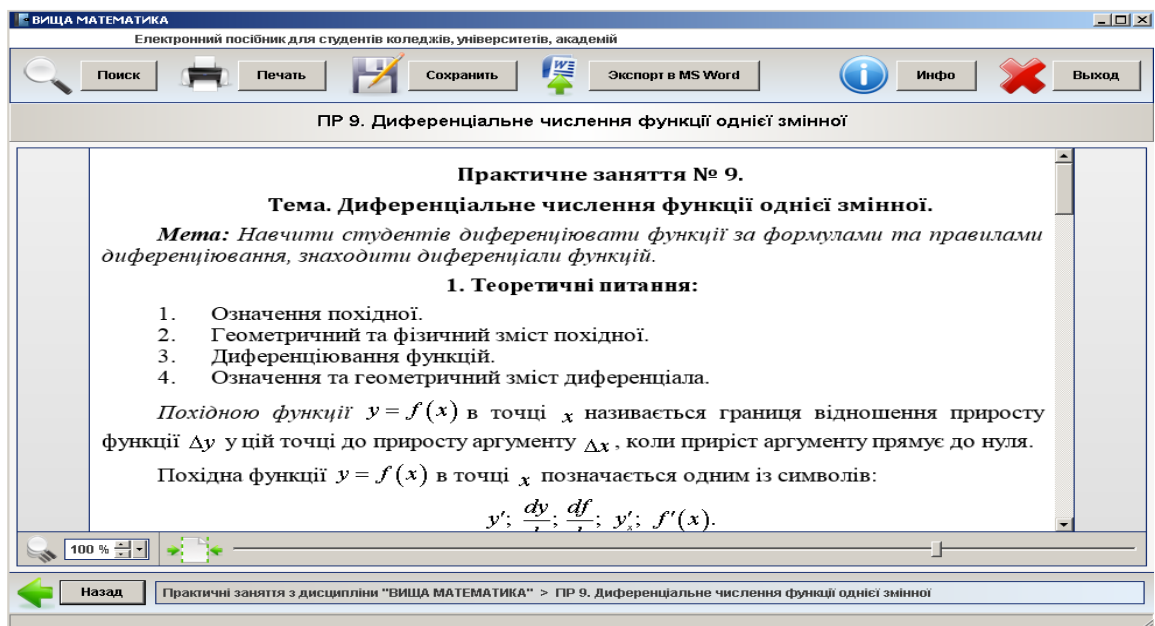 ВИЩА МАТЕМАТИКА
Електронний посібник для студентів коледжів, університетів, академій
Поиск Печать Сохранить Экспорт в MS Word Инфо Выход
ПР 9. Диференціальне числення функції однієї змінної
Практичне заняття № 9.
Тема. Диференціальне числення функції однієї змінної.
Мета: Навчити студентів диференціювати функції за формулами та правилами
диференціювання, знаходити диференціали функцій.
1. Теоретичні питання:
1. Означення похідної.
2. Геометричний та фізичний зміст похідної.
3. Диференціювання функцій.
4. Означення та геометричний зміст диференціала.
Похідною функції y = f(x) в точці x називається границя відношення приросту
функції Δy у цій точці до приросту аргументу Δx, коли приріст аргументу прямує до нуля.
Похідна функції y = f(x) в точці x позначається одним із символів:
y′; dy; df; y′ₓ; f′(x).
100 %
Назад Практичні заняття з дисципліни "ВИЩА МАТЕМАТИКА" > ПР 9. Диференціальне числення функції однієї змінної